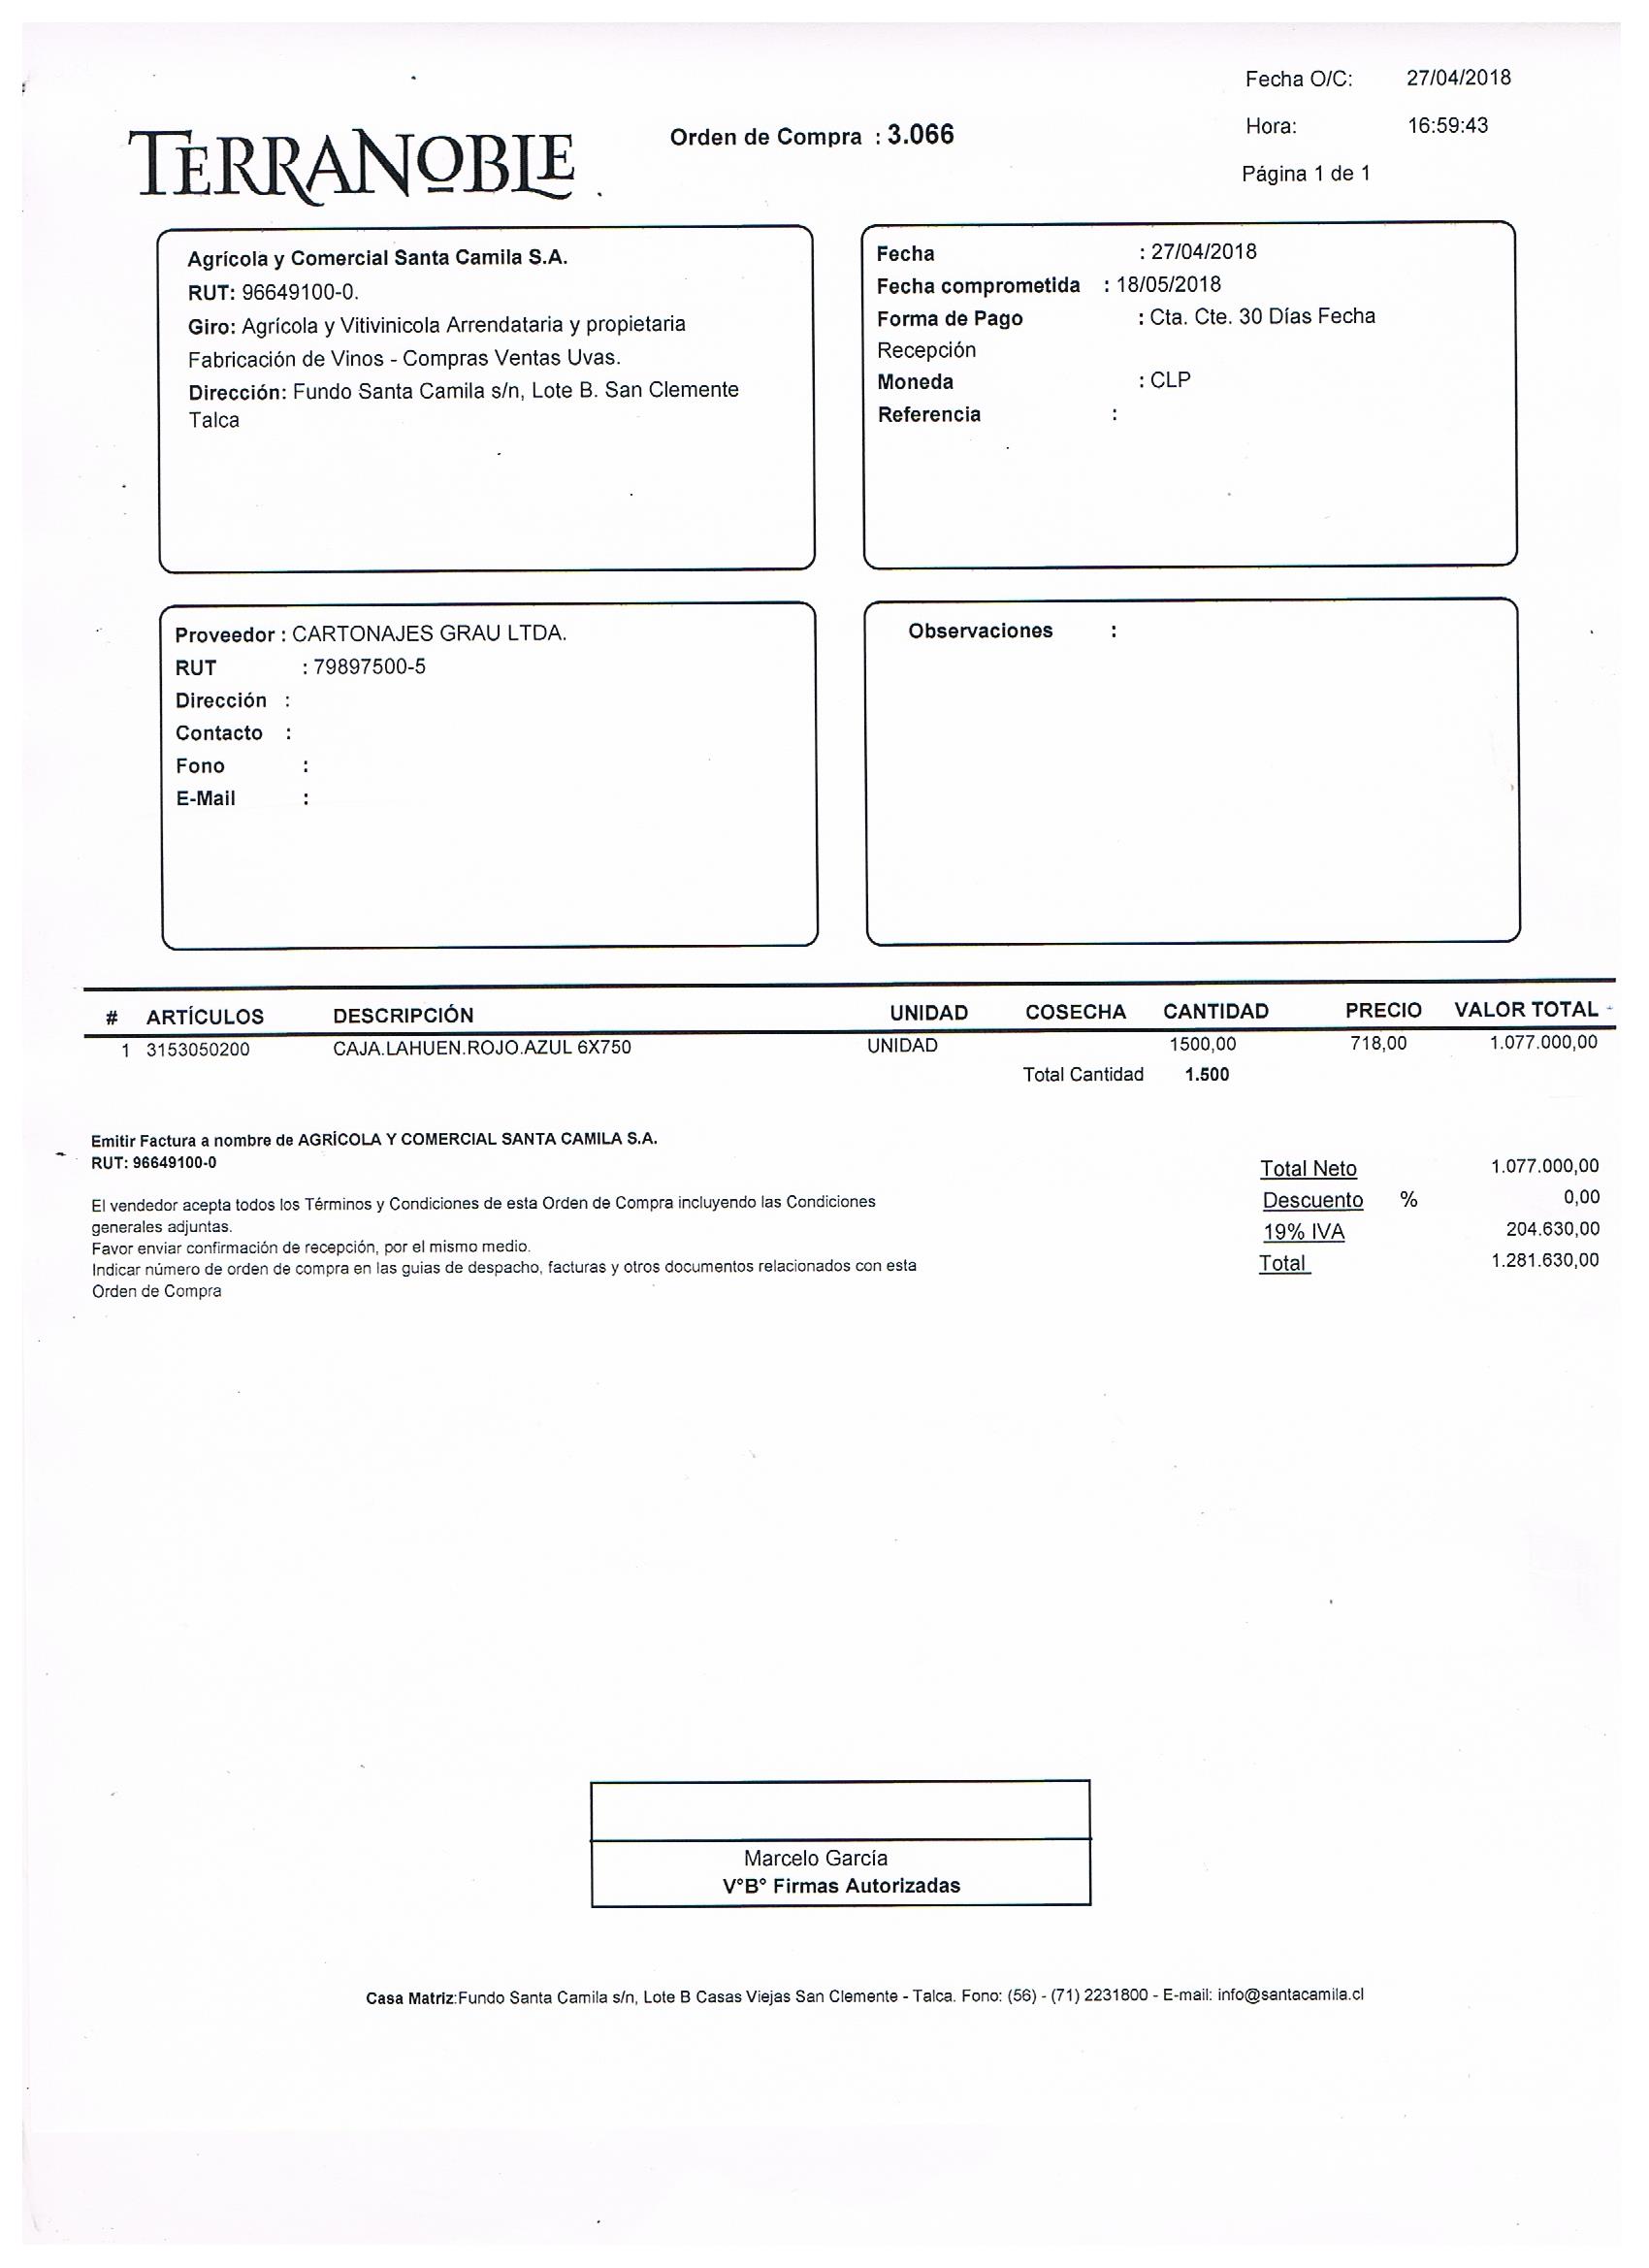 Fecha O/C: 27/04/2018
TERRANOBLE
Orden de Compra : 3.066
Hora: 16:59:43
Página 1 de 1
Agrícola y Comercial Santa Camila S.A.
RUT: 96649100-0.
Giro: Agrícola y Vitivinicola Arrendataria y propietaria
Fabricación de Vinos - Compras Ventas Uvas.
Dirección: Fundo Santa Camila s/n, Lote B. San Clemente
Talca
Fecha : 27/04/2018
Fecha comprometida : 18/05/2018
Forma de Pago : Cta. Cte. 30 Días Fecha
Recepción
Moneda : CLP
Referencia :
Proveedor : CARTONAJES GRAU LTDA.
RUT : 79897500-5
Dirección :
Contacto :
Fono :
E-Mail :
Observaciones :
# ARTÍCULOS DESCRIPCIÓN UNIDAD COSECHA CANTIDAD PRECIO VALOR TOTAL
1 3153050200 CAJA.LAHUEN.ROJO.AZUL 6X750 UNIDAD 1500,00 718,00 1.077.000,00
Total Cantidad 1.500
Emitir Factura a nombre de AGRÍCOLA Y COMERCIAL SANTA CAMILA S.A.
RUT: 96649100-0
El vendedor acepta todos los Términos y Condiciones de esta Orden de Compra incluyendo las Condiciones
generales adjuntas.
Favor enviar confirmación de recepción, por el mismo medio.
Indicar número de orden de compra en las guias de despacho, facturas y otros documentos relacionados con esta
Orden de Compra
Total Neto 1.077.000,00
Descuento % 0,00
19% IVA 204.630,00
Total 1.281.630,00
Marcelo García
V°B° Firmas Autorizadas
Casa Matriz:Fundo Santa Camila s/n, Lote B Casas Viejas San Clemente - Talca. Fono: (56) - (71) 2231800 - E-mail: info@santacamila.cl